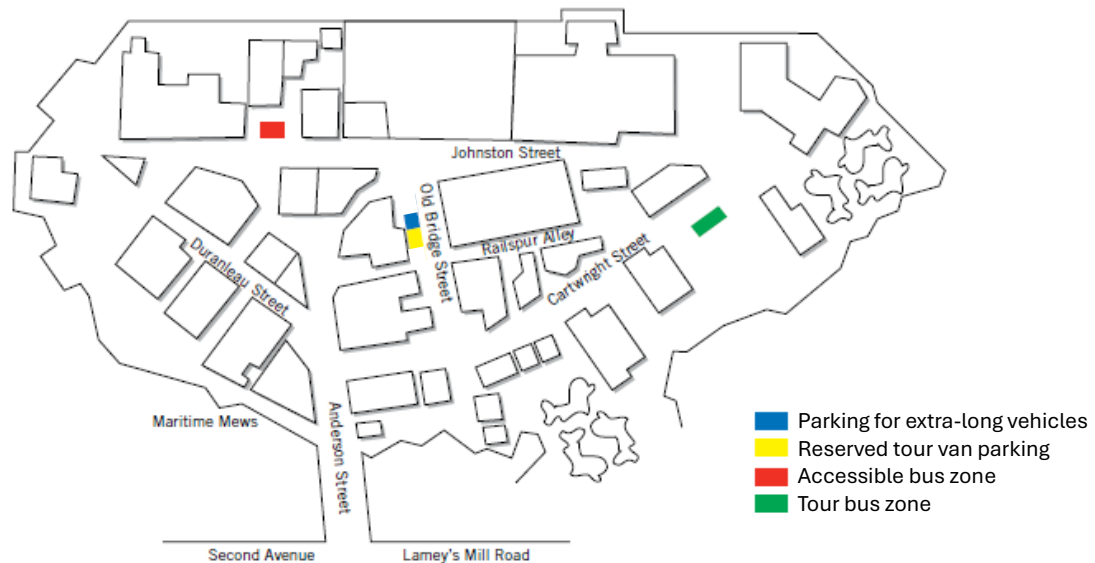 Johnston Street
Old Bridge Street
Railspur Alley
Duranleau Street
Cartwright Street
Maritime Mews
Anderson Street
Parking for extra-long vehicles
Reserved tour van parking
Accessible bus zone
Tour bus zone
Second Avenue
Lamey's Mill Road